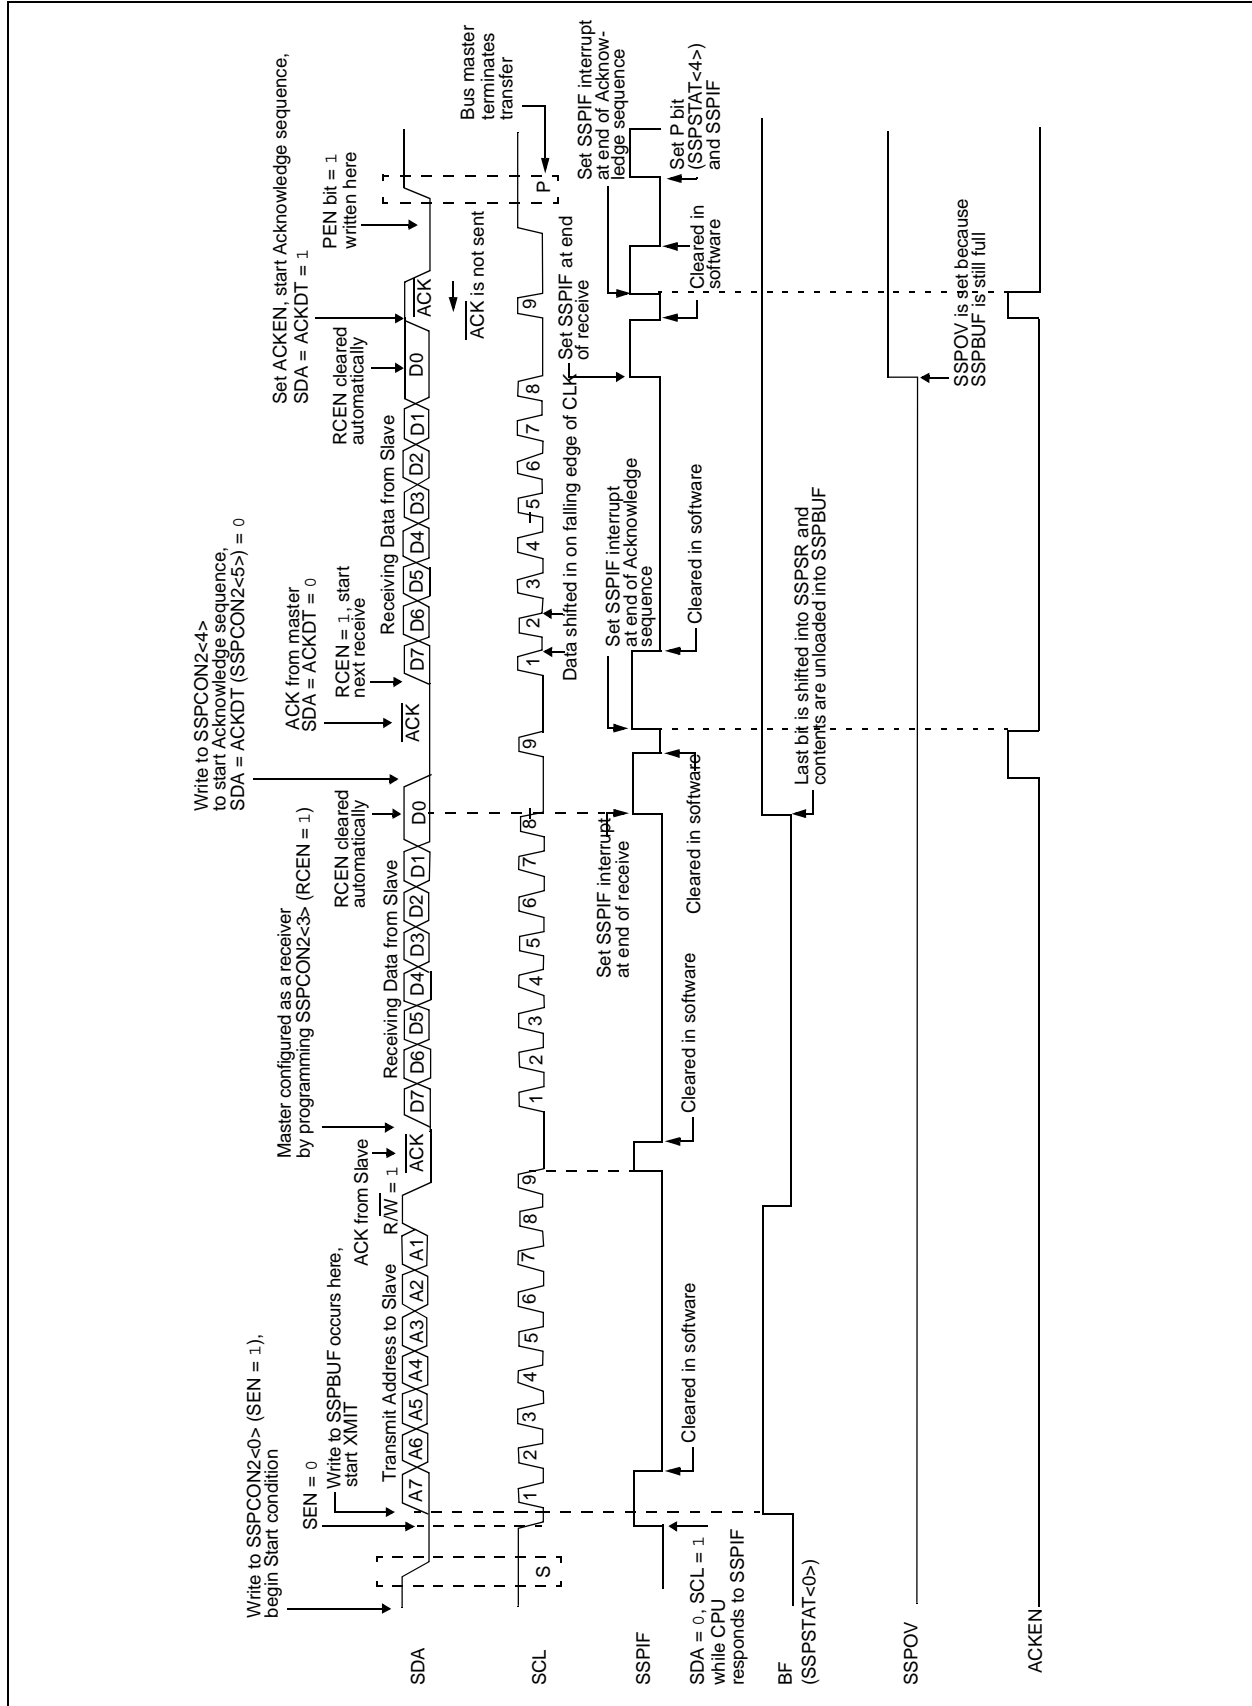 Write to SSPCON2<0> (SEN = 1),
begin Start condition
SEN = 0
Write to SSPBUF occurs here,
start XMIT
Transmit Address to Slave
R/W = 1
ACK from Slave
Master configured as a receiver
by programming SSPCON2<3> (RCEN = 1)
Receiving Data from Slave
RCEN cleared
automatically
Write to SSPCON2<4>
to start Acknowledge sequence,
SDA = ACKDT (SSPCON2<5>) = 0
ACK from master
SDA = ACKDT = 0
RCEN = 1, start
next receive
Receiving Data from Slave
RCEN cleared
automatically
Set ACKEN, start Acknowledge sequence,
SDA = ACKDT = 1
PEN bit = 1
written here
SDA
A7 A6 A5 A4 A3 A2 A1
ACK
D7 D6 D5 D4 D3 D2 D1 D0
ACK
D7 D6 D5 D4 D3 D2 D1 D0
ACK
ACK is not sent
Bus master
terminates
transfer
SCL
S
1 2 3 4 5 6 7 8 9
1 2 3 4 5 6 7 8 9
1 2 3 4 5 6 7 8 9
P
Data shifted in on falling edge of CLK
Set SSPIF interrupt
at end of receive
Set SSPIF interrupt
at end of Acknowledge
sequence
Set SSPIF at end
of receive
Set SSPIF interrupt
at end of Acknow-
ledge sequence
SSPIF
SDA = 0, SCL = 1
while CPU
responds to SSPIF
Cleared in software
Cleared in software
Cleared in software
Cleared in software
Cleared in software
Cleared in
software
Set P bit
(SSPSTAT<4>)
and SSPIF
BF
(SSPSTAT<0>)
Last bit is shifted into SSPSR and
contents are unloaded into SSPBUF
SSPOV
SSPOV is set because
SSPBUF is still full
ACKEN